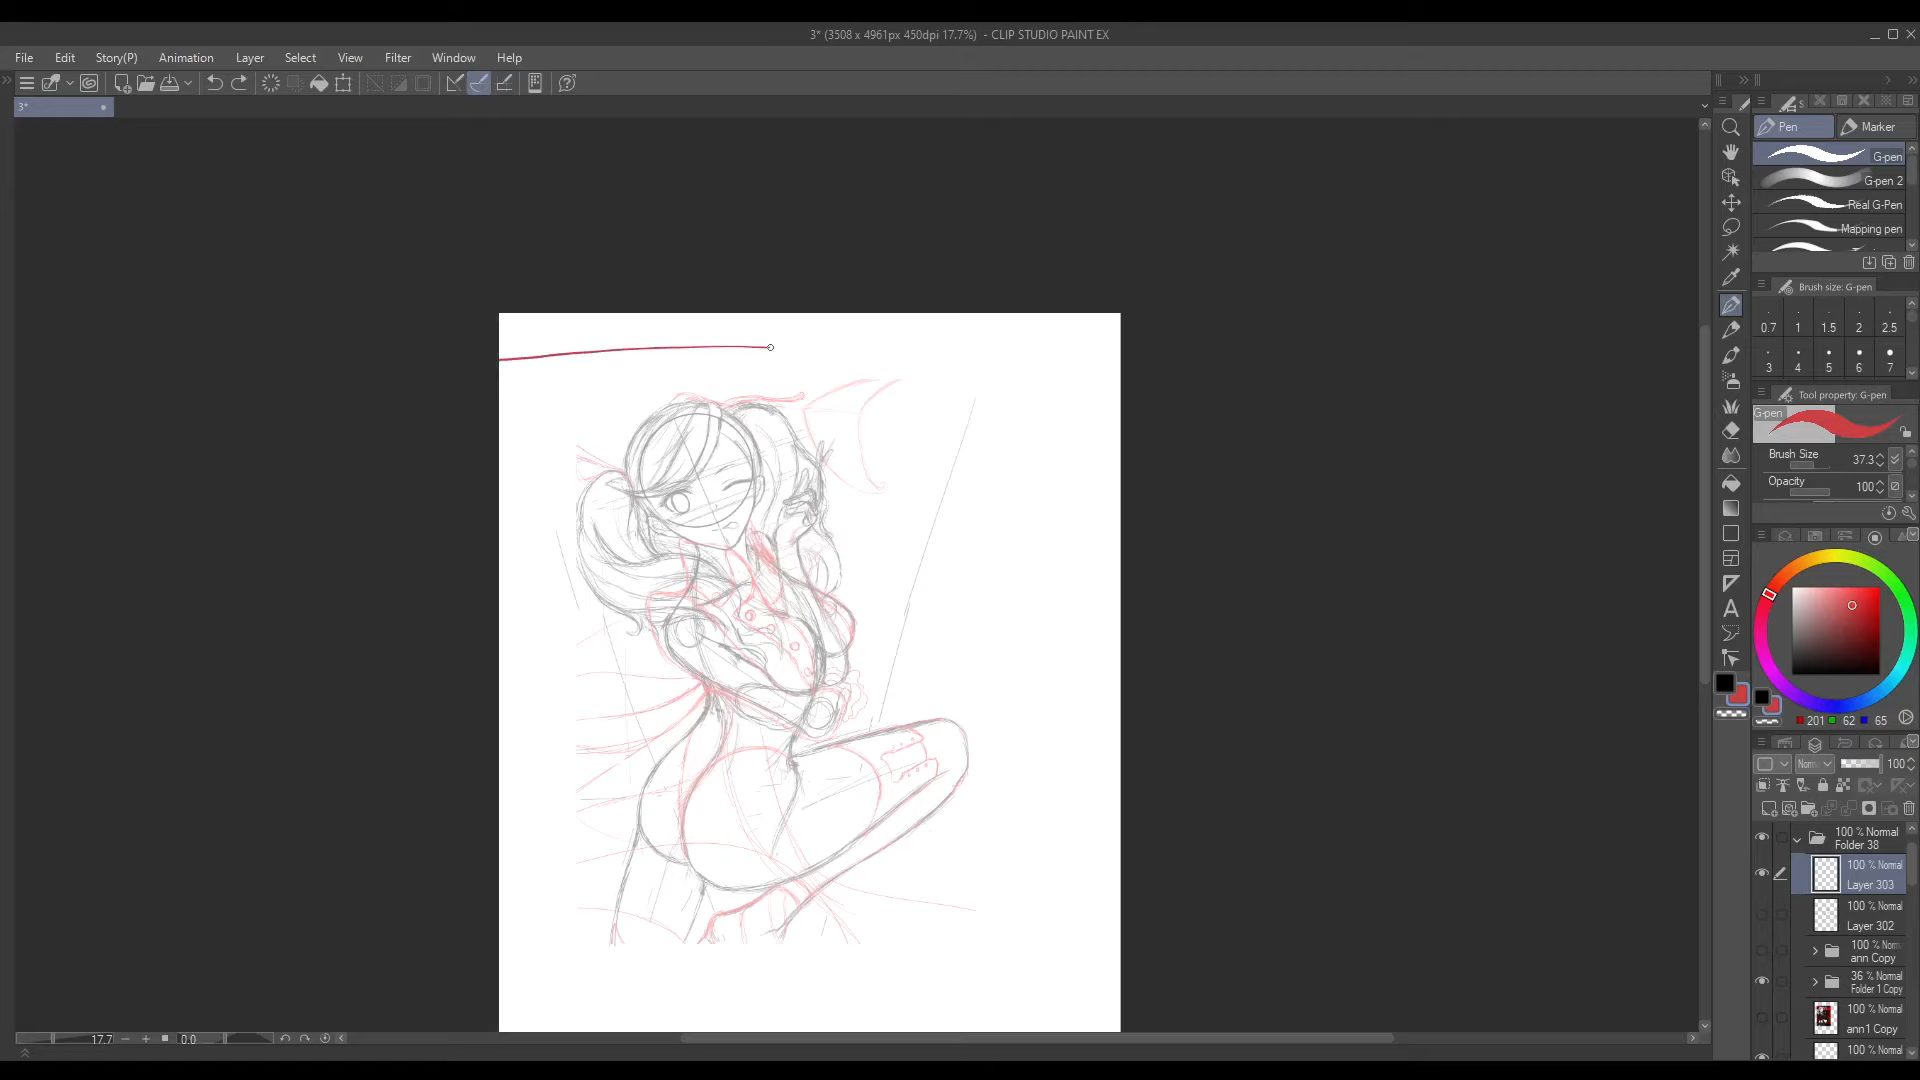 3* (3508 x 4961px 450dpi 17.7%) - CLIP STUDIO PAINT EX
File Edit Story(P) Animation Layer Select View Filter Window Help
3*
S
Pen Marker
G-pen
G-pen 2
Real G-Pen
Mapping pen
Brush size: G-pen
0.7 1 1.5 2 2.5
3 4 5 6 7
Tool property: G-pen
G-pen
Brush Size 37.3
Opacity 100
201 62 65
Norm 100
100 % Normal
Folder 38
100 % Normal
Layer 303
100 % Normal
Layer 302
100 % Norm
ann Copy
36 % Normal
Folder 1 Copy
100 % Normal
ann1 Copy
100 % Normal
17.7 0.0